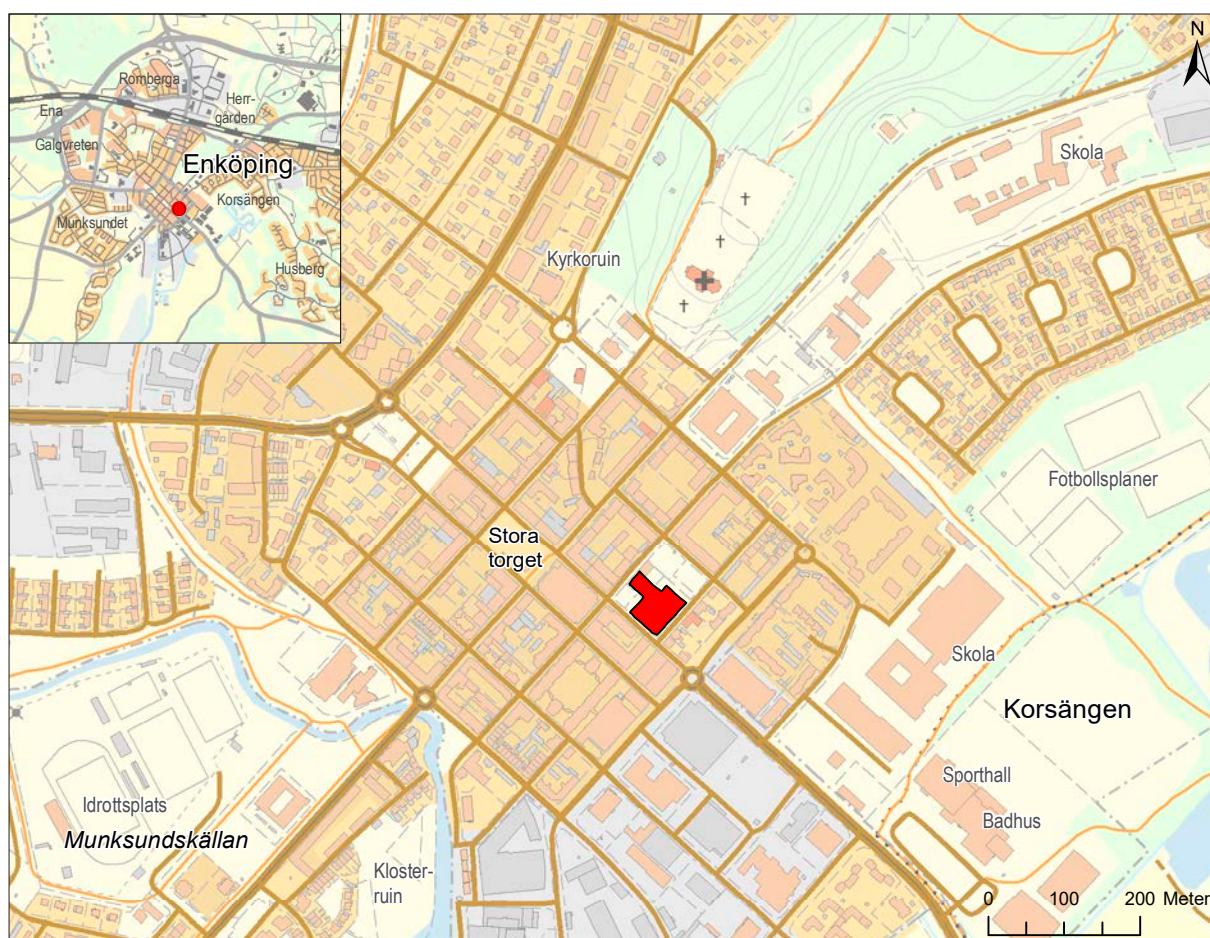 Romberga
Ena
Herr-
gården
Galgvreten
Enköping
Korsängen
Munksundet
Husberg
N
Skola
Kyrkoruin
Fotbollsplaner
Stora
torget
Skola
Korsängen
Sporthall
Idrottsplats
Badhus
Munksundskällan
Kloster-
ruin
0 100 200 Meter